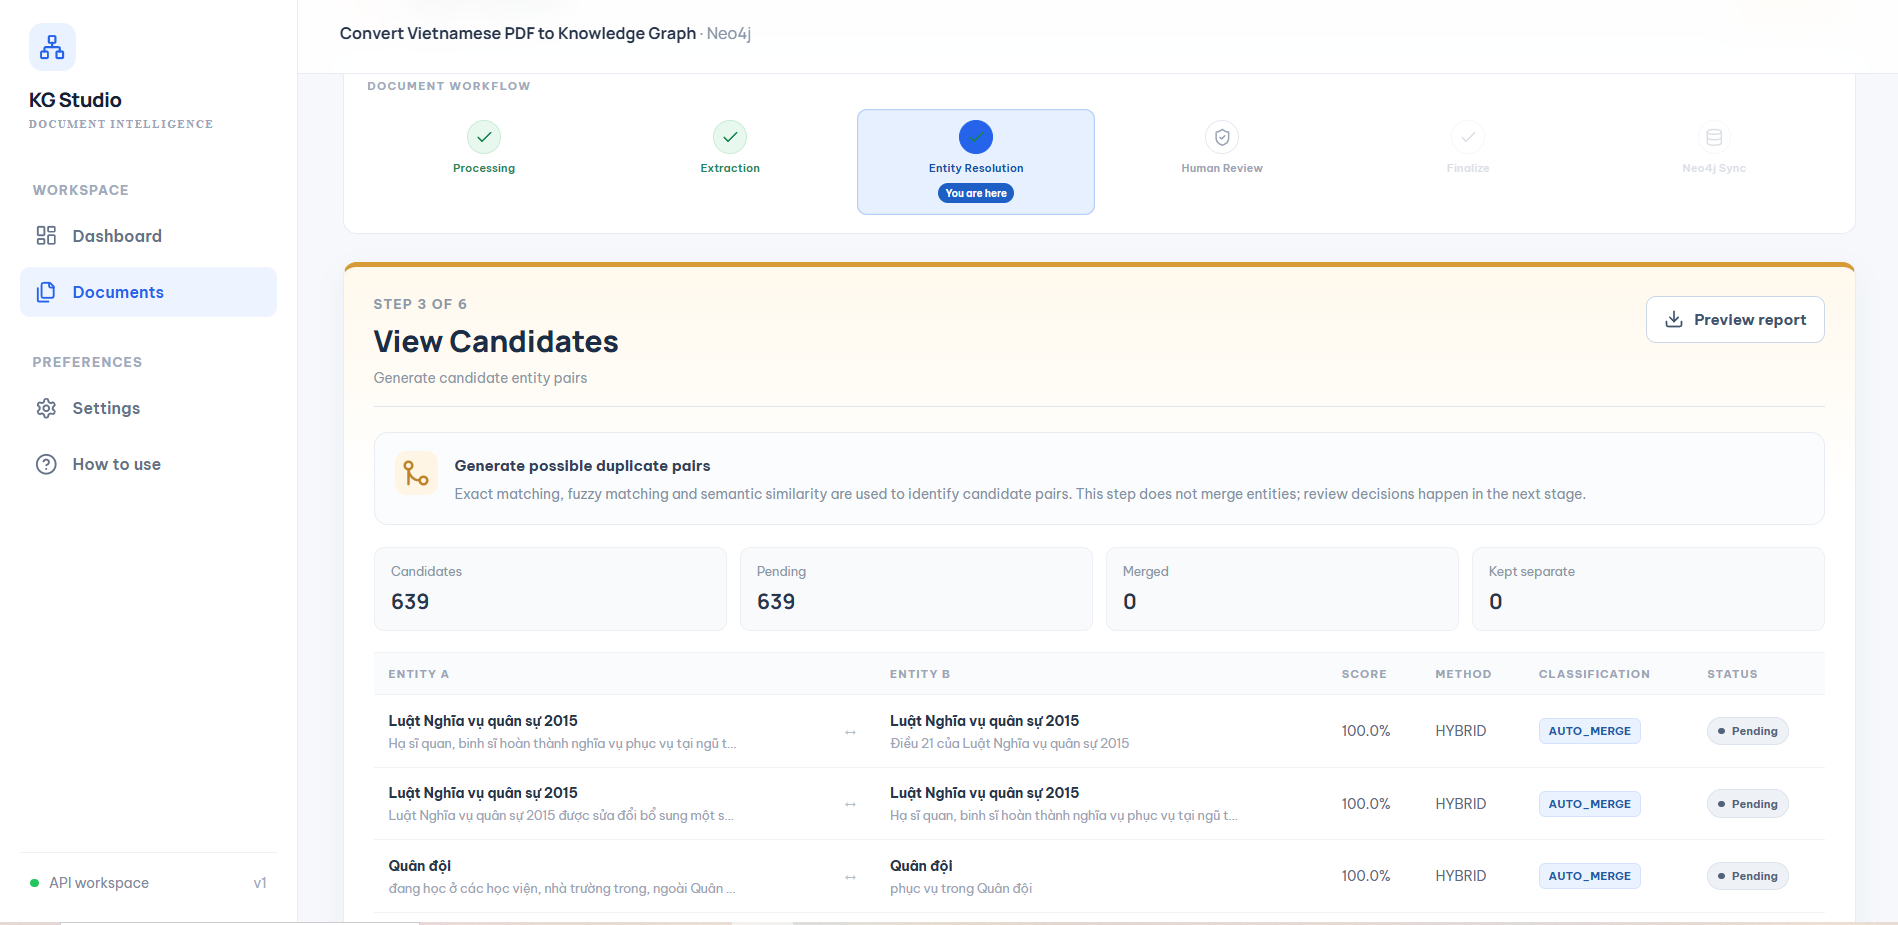 Convert Vietnamese PDF to Knowledge Graph · Neo4j
KG Studio
DOCUMENT INTELLIGENCE
WORKSPACE
Dashboard
Documents
PREFERENCES
Settings
How to use
API workspace v1
DOCUMENT WORKFLOW
Processing
Extraction
Entity Resolution
You are here
Human Review
Finalize
Neo4j Sync
STEP 3 OF 6
View Candidates
Generate candidate entity pairs
Preview report
Generate possible duplicate pairs
Exact matching, fuzzy matching and semantic similarity are used to identify candidate pairs. This step does not merge entities; review decisions happen in the next stage.
Candidates
639
Pending
639
Merged
0
Kept separate
0
ENTITY A ENTITY B SCORE METHOD CLASSIFICATION STATUS
Luật Nghĩa vụ quân sự 2015 ↔ Luật Nghĩa vụ quân sự 2015 100.0% HYBRID AUTO_MERGE Pending
Hạ sĩ quan, binh sĩ hoàn thành nghĩa vụ phục vụ tại ngũ t... Điều 21 của Luật Nghĩa vụ quân sự 2015
Luật Nghĩa vụ quân sự 2015 ↔ Luật Nghĩa vụ quân sự 2015 100.0% HYBRID AUTO_MERGE Pending
Luật Nghĩa vụ quân sự 2015 được sửa đổi bổ sung một s... Hạ sĩ quan, binh sĩ hoàn thành nghĩa vụ phục vụ tại ngũ t...
Quân đội ↔ Quân đội 100.0% HYBRID AUTO_MERGE Pending
đang học ở các học viện, nhà trường trong, ngoài Quân ... phục vụ trong Quân đội